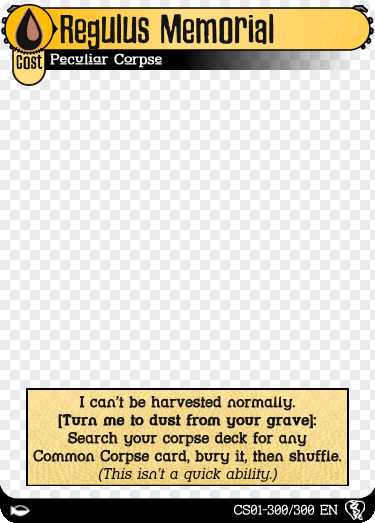 Regulus Memorial
COST
Peculiar Corpse
I can't be harvested normally.
[Turn me to dust from your grave]:
Search your corpse deck for any
Common Corpse card, bury it, then shuffle.
(This isn't a quick ability.)
CS01-300/300 EN